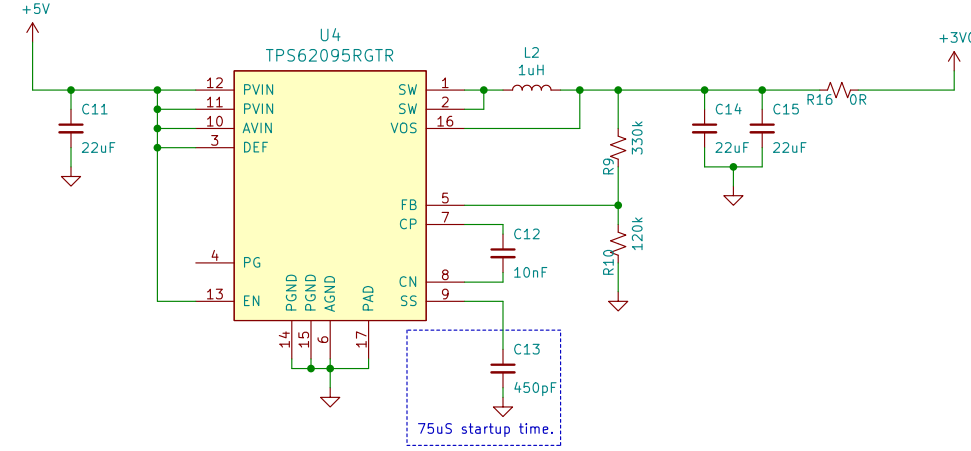 +5V
U4
TPS62095RGTR
12 PVIN
11 PVIN
10 AVIN
3 DEF
4 PG
13 EN
SW 1
SW 2
VOS 16
FB 5
CP 7
CN 8
SS 9
PGND 14
PGND 15
AGND 6
PAD 17
C11
22uF
L2
1uH
R9 330k
R10 120k
C12
10nF
C13
450pF
75uS startup time.
C14
22uF
C15
22uF
R16 0R